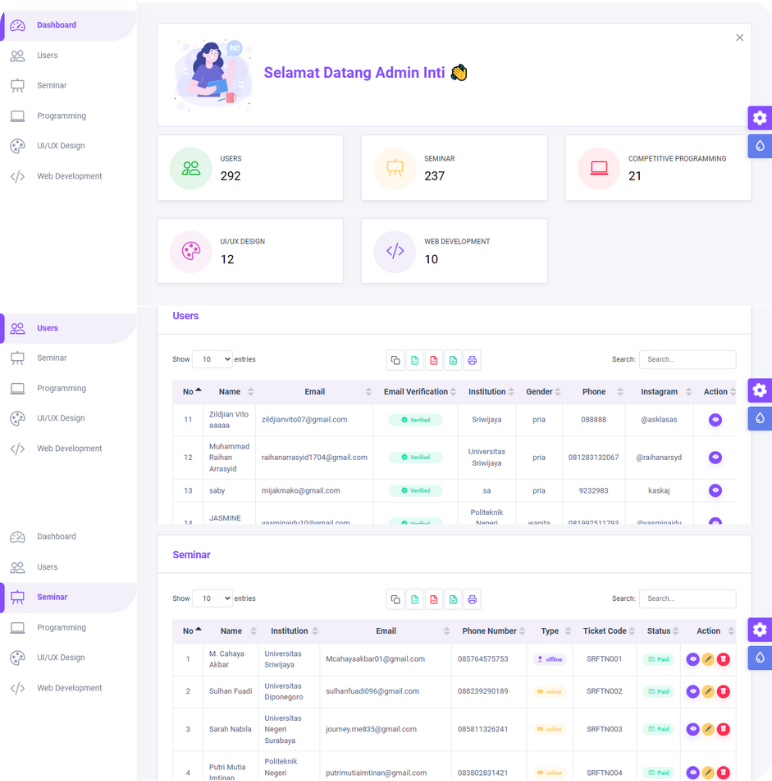 Dashboard
Users
Seminar
Programming
UI/UX Design
Web Development
Hi!
Selamat Datang Admin Inti 👋
USERS
292
SEMINAR
237
COMPETITIVE PROGRAMMING
21
UI/UX DESIGN
12
WEB DEVELOPMENT
10
Users
Seminar
Programming
UI/UX Design
Web Development
Users
Show 10 entries Search: Search...
No Name Email Email Verification Institution Gender Phone Instagram Action
11 Zildjian Vito aaaaa zildjianvito07@gmail.com Verified Sriwijaya pria 088888 @asklasas
12 Muhammad Raihan Arrasyid raihanarrasyid1704@gmail.com Verified Universitas Sriwijaya pria 081283132067 @raihanarsyd
13 saby mijakmako@gmail.com Verified sa pria 9232983 kaskaj
14 JASMINE yasminaidu10@gmail.com Verified Politeknik Negeri wanita 081992511793 @yasminaidu
Dashboard
Users
Seminar
Programming
UI/UX Design
Web Development
Seminar
Show 10 entries Search: Search...
No Name Institution Email Phone Number Type Ticket Code Status Action
1 M. Cahaya Akbar Universitas Sriwijaya Mcahayaakbar01@gmail.com 085764575753 offline SRFTN001 Paid
2 Sulhan Fuadi Universitas Diponegoro sulhanfuadi096@gmail.com 088239290189 online SRFTN002 Paid
3 Sarah Nabila Universitas Negeri Surabaya journey.me835@gmail.com 085811326241 online SRFTN003 Paid
4 Putri Mutia Imtinan Politeknik Negeri putrimutiaimtinan@gmail.com 083802831421 online SRFTN004 Paid